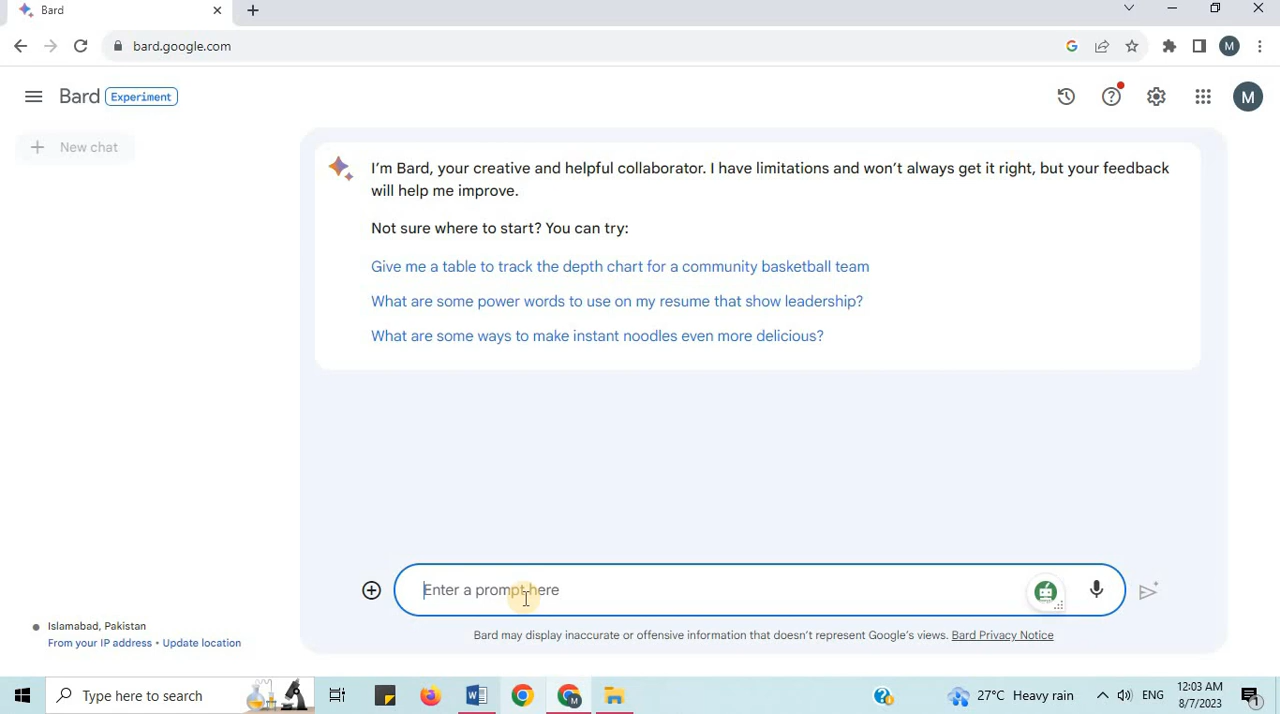 Bard
bard.google.com
M
Bard Experiment
M
New chat
I'm Bard, your creative and helpful collaborator. I have limitations and won't always get it right, but your feedback
will help me improve.
Not sure where to start? You can try:
Give me a table to track the depth chart for a community basketball team
What are some power words to use on my resume that show leadership?
What are some ways to make instant noodles even more delicious?
Enter a prompt here
Islamabad, Pakistan
From your IP address • Update location
Bard may display inaccurate or offensive information that doesn't represent Google's views. Bard Privacy Notice
Type here to search
27°C Heavy rain
ENG
12:03 AM
8/7/2023
1